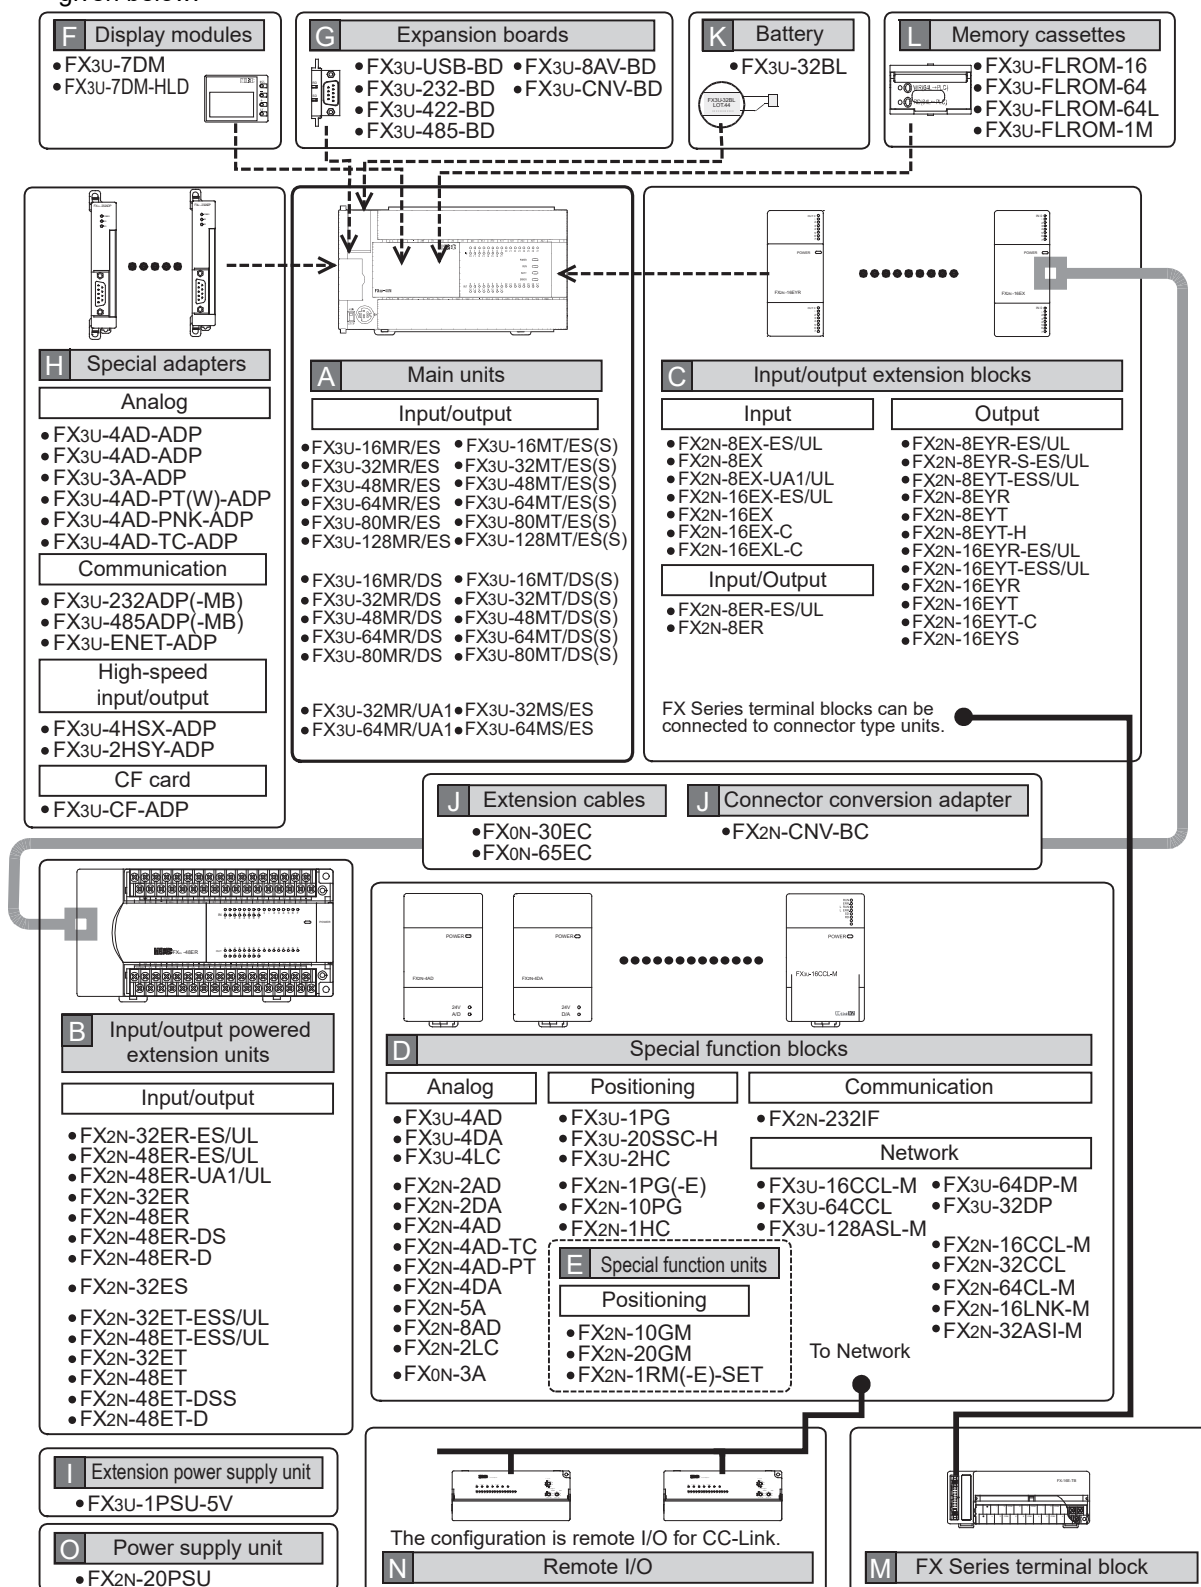 F Display modules
• FX3U-7DM
• FX3U-7DM-HLD
G Expansion boards
• FX3U-USB-BD • FX3U-8AV-BD
• FX3U-232-BD • FX3U-CNV-BD
• FX3U-422-BD
• FX3U-485-BD
K Battery
• FX3U-32BL
FX3U-32BL
LOT.44
L Memory cassettes
• FX3U-FLROM-16
• FX3U-FLROM-64
• FX3U-FLROM-64L
• FX3U-FLROM-1M
H Special adapters
Analog
• FX3U-4AD-ADP
• FX3U-4AD-ADP
• FX3U-3A-ADP
• FX3U-4AD-PT(W)-ADP
• FX3U-4AD-PNK-ADP
• FX3U-4AD-TC-ADP
Communication
• FX3U-232ADP(-MB)
• FX3U-485ADP(-MB)
• FX3U-ENET-ADP
High-speed
input/output
• FX3U-4HSX-ADP
• FX3U-2HSY-ADP
CF card
• FX3U-CF-ADP
A Main units
Input/output
• FX3U-16MR/ES • FX3U-16MT/ES(S)
• FX3U-32MR/ES • FX3U-32MT/ES(S)
• FX3U-48MR/ES • FX3U-48MT/ES(S)
• FX3U-64MR/ES • FX3U-64MT/ES(S)
• FX3U-80MR/ES • FX3U-80MT/ES(S)
• FX3U-128MR/ES • FX3U-128MT/ES(S)
• FX3U-16MR/DS • FX3U-16MT/DS(S)
• FX3U-32MR/DS • FX3U-32MT/DS(S)
• FX3U-48MR/DS • FX3U-48MT/DS(S)
• FX3U-64MR/DS • FX3U-64MT/DS(S)
• FX3U-80MR/DS • FX3U-80MT/DS(S)
• FX3U-32MR/UA1 • FX3U-32MS/ES
• FX3U-64MR/UA1 • FX3U-64MS/ES
POWER
FX2N-16EYR
POWER
FX2N-16EX
C Input/output extension blocks
Input
• FX2N-8EX-ES/UL
• FX2N-8EX
• FX2N-8EX-UA1/UL
• FX2N-16EX-ES/UL
• FX2N-16EX
• FX2N-16EX-C
• FX2N-16EXL-C
Input/Output
• FX2N-8ER-ES/UL
• FX2N-8ER
Output
• FX2N-8EYR-ES/UL
• FX2N-8EYR-S-ES/UL
• FX2N-8EYT-ESS/UL
• FX2N-8EYR
• FX2N-8EYT
• FX2N-8EYT-H
• FX2N-16EYR-ES/UL
• FX2N-16EYT-ESS/UL
• FX2N-16EYR
• FX2N-16EYT
• FX2N-16EYT-C
• FX2N-16EYS
FX Series terminal blocks can be
connected to connector type units.
J Extension cables
• FX0N-30EC
• FX0N-65EC
J Connector conversion adapter
• FX2N-CNV-BC
B Input/output powered
extension units
Input/output
• FX2N-32ER-ES/UL
• FX2N-48ER-ES/UL
• FX2N-48ER-UA1/UL
• FX2N-32ER
• FX2N-48ER
• FX2N-48ER-DS
• FX2N-48ER-D
• FX2N-32ES
• FX2N-32ET-ESS/UL
• FX2N-48ET-ESS/UL
• FX2N-32ET
• FX2N-48ET
• FX2N-48ET-DSS
• FX2N-48ET-D
POWER
FX2N-4AD
24V
A/D
POWER
FX2N-4DA
24V
D/A
POWER
FX3U-16CCL-M
D Special function blocks
Analog
• FX3U-4AD
• FX3U-4DA
• FX3U-4LC
• FX2N-2AD
• FX2N-2DA
• FX2N-4AD
• FX2N-4AD-TC
• FX2N-4AD-PT
• FX2N-4DA
• FX2N-5A
• FX2N-8AD
• FX2N-2LC
• FX0N-3A
Positioning
• FX3U-1PG
• FX3U-20SSC-H
• FX3U-2HC
• FX2N-1PG(-E)
• FX2N-10PG
• FX2N-1HC
E Special function units
Positioning
• FX2N-10GM
• FX2N-20GM
• FX2N-1RM(-E)-SET
Communication
• FX2N-232IF
Network
• FX3U-16CCL-M • FX3U-64DP-M
• FX3U-64CCL • FX3U-32DP
• FX3U-128ASL-M
• FX2N-16CCL-M
• FX2N-32CCL
• FX2N-64CL-M
• FX2N-16LNK-M
• FX2N-32ASI-M
To Network
I Extension power supply unit
• FX3U-1PSU-5V
O Power supply unit
• FX2N-20PSU
The configuration is remote I/O for CC-Link.
N Remote I/O
M FX Series terminal block